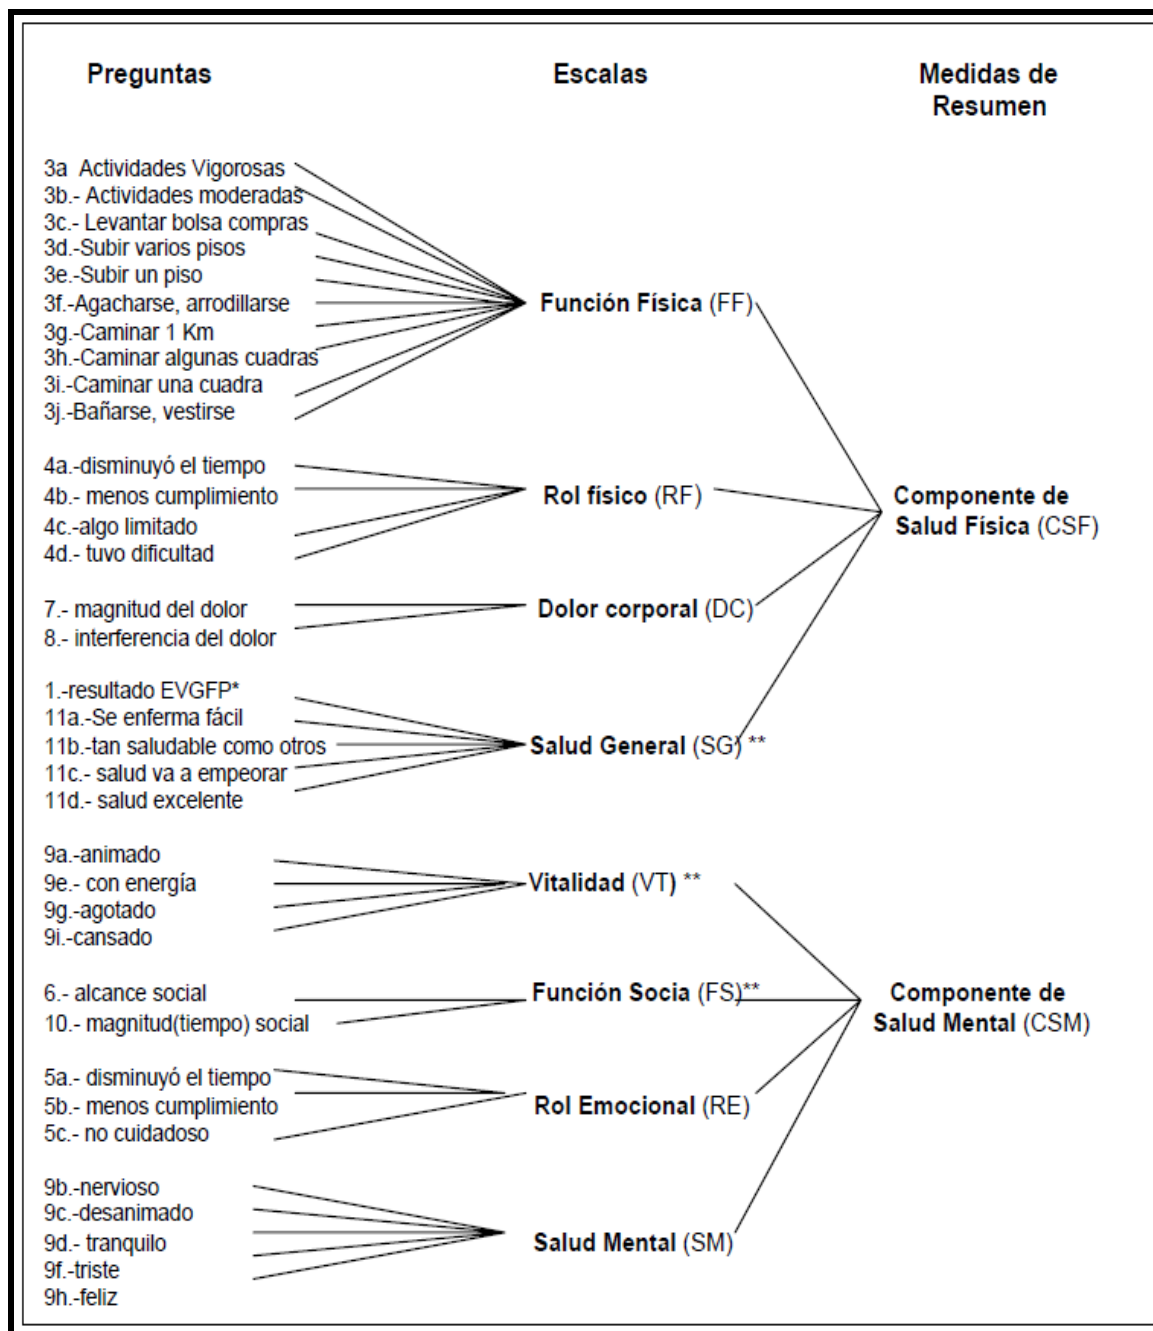 Preguntas
Escalas
Medidas de
Resumen
3a  Actividades Vigorosas
3b.- Actividades moderadas
3c.- Levantar bolsa compras
3d.-Subir varios pisos
3e.-Subir un piso
3f.-Agacharse, arrodillarse
3g.-Caminar 1 Km
3h.-Caminar algunas cuadras
3i.-Caminar una cuadra
3j.-Bañarse, vestirse
Función Física (FF)
4a.-disminuyó el tiempo
4b.- menos cumplimiento
4c.-algo limitado
4d.- tuvo dificultad
Rol físico (RF)
Componente de
Salud Física (CSF)
7.- magnitud del dolor
8.- interferencia del dolor
Dolor corporal (DC)
1.-resultado EVGFP*
11a.-Se enferma fácil
11b.-tan saludable como otros
11c.- salud va a empeorar
11d.- salud excelente
Salud General (SG) **
9a.-animado
9e.- con energía
9g.-agotado
9i.-cansado
Vitalidad (VT) **
6.- alcance social
10.- magnitud(tiempo) social
Función Socia (FS)**
Componente de
Salud Mental (CSM)
5a.- disminuyó el tiempo
5b.- menos cumplimiento
5c.- no cuidadoso
Rol Emocional (RE)
9b.-nervioso
9c.-desanimado
9d.- tranquilo
9f.-triste
9h.-feliz
Salud Mental (SM)